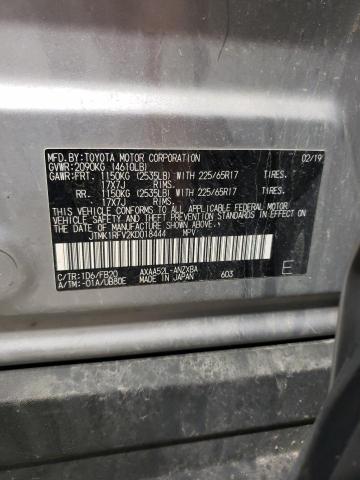 MFD. BY: TOYOTA MOTOR CORPORATION 02/19
GVWR: 2090KG (4610LB)
GAWR: FRT. 1150KG (2535LB) WITH 225/65R17 TIRES,
17X7J RIMS,
RR. 1150KG (2535LB) WITH 225/65R17 TIRES,
17X7J RIMS,
THIS VEHICLE CONFORMS TO ALL APPLICABLE
FEDERAL MOTOR VEHICLE SAFETY, BUMPER, AND
THEFT PREVENTION STANDARDS IN EFFECT ON
THE DATE OF MANUFACTURE SHOWN ABOVE.
JTMK1RFV2KD018444 MPV
C/TR: 1D6/FB20 AXAA52L-ANZXBA
A/TM: -01A/UB80E MADE IN JAPAN 603 E